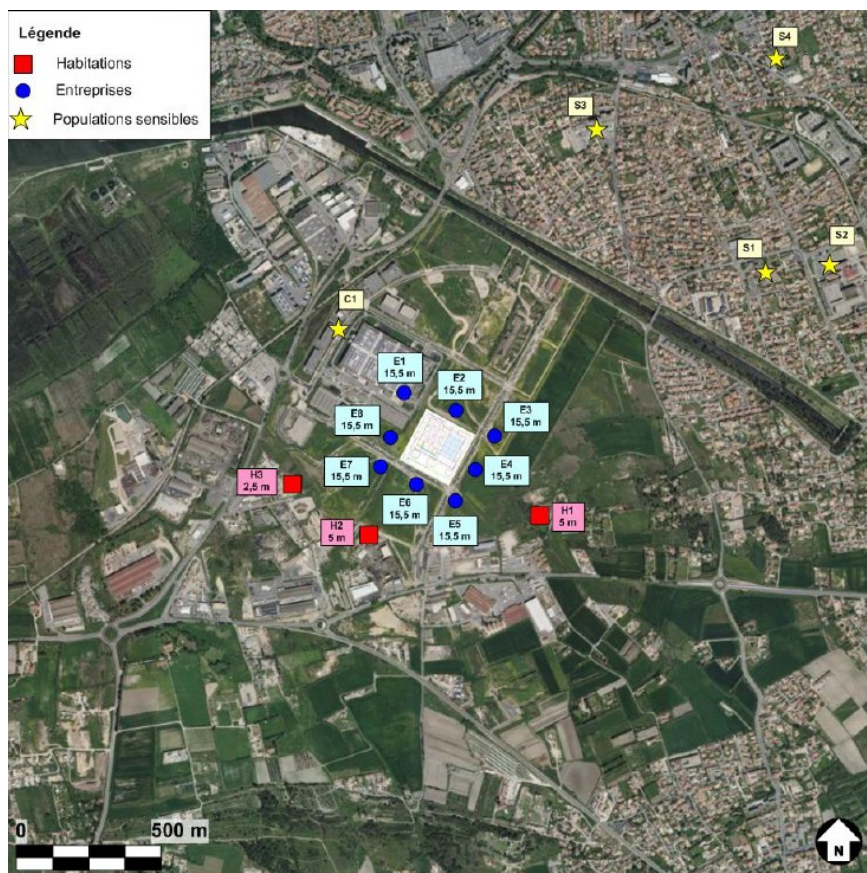 Légende
Habitations
Entreprises
Populations sensibles
S4
S3
S1
S2
C1
E1
15,5 m
E2
15,5 m
E8
15,5 m
E3
15,5 m
E7
15,5 m
E4
15,5 m
H3
2,5 m
E6
15,5 m
E5
15,5 m
H1
5 m
H2
5 m
0
500 m
N